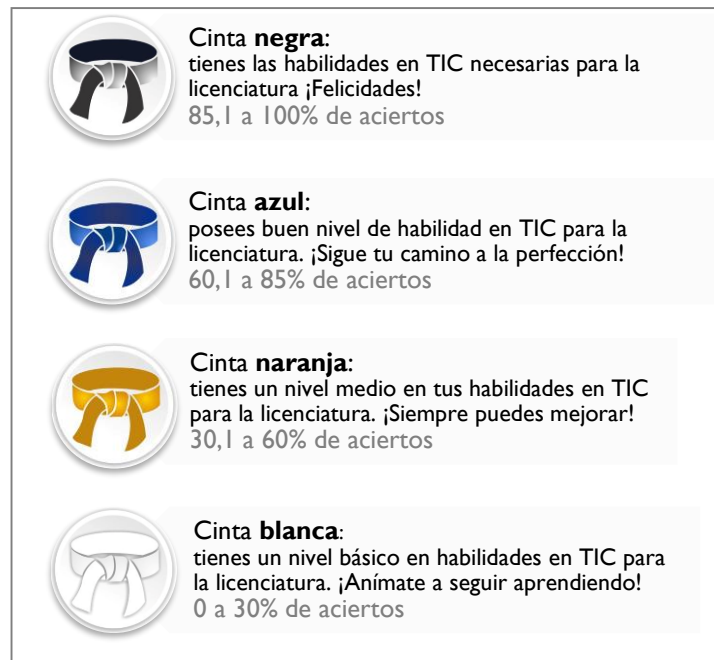 Cinta negra:
tienes las habilidades en TIC necesarias para la
licenciatura ¡Felicidades!
85,1 a 100% de aciertos
Cinta azul:
posees buen nivel de habilidad en TIC para la
licenciatura. ¡Sigue tu camino a la perfección!
60,1 a 85% de aciertos
Cinta naranja:
tienes un nivel medio en tus habilidades en TIC
para la licenciatura. ¡Siempre puedes mejorar!
30,1 a 60% de aciertos
Cinta blanca:
tienes un nivel básico en habilidades en TIC para
la licenciatura. ¡Anímate a seguir aprendiendo!
0 a 30% de aciertos